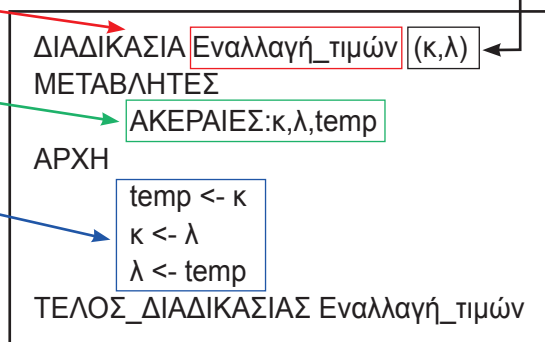 ΔΙΑΔΙΚΑΣΙΑ Εναλλαγή_τιμών (κ,λ)
ΜΕΤΑΒΛΗΤΕΣ
ΑΚΕΡΑΙΕΣ:κ,λ,temp
ΑΡΧΗ
temp <- κ
κ <- λ
λ <- temp
ΤΕΛΟΣ_ΔΙΑΔΙΚΑΣΙΑΣ Εναλλαγή_τιμών